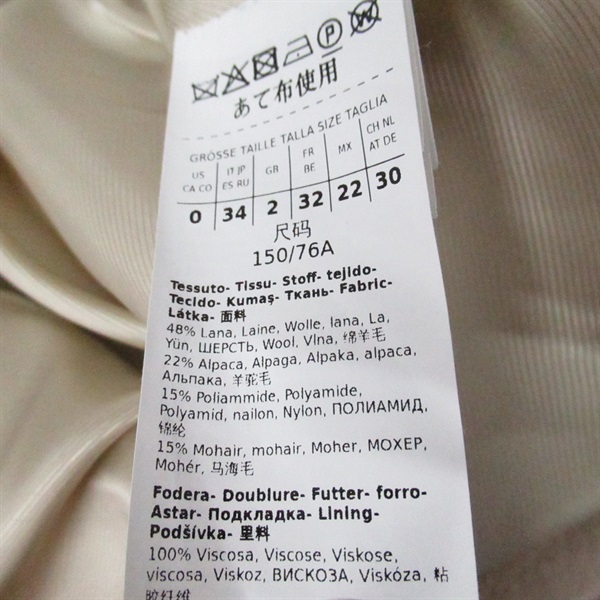 あて布使用
GRÖSSE TAILLE TALLA SIZE TAGLIA
US CA CO IT JP ES RU GB FR BE MX CH NL AT DE
0 34 2 32 22 30
尺码
150/76A
Tessuto- Tissu- Stoff- tejido-
Tecido- Kumaş- Ткань- Fabric-
Látka- 面料
48% Lana, Laine, Wolle, lana, La,
Yün, ШЕРСТЬ, Wool, Vlna, 绵羊毛
22% Alpaca, Alpaga, Alpaka, alpaca,
Альпака, 羊驼毛
15% Poliammide, Polyamide,
Polyamid, nailon, Nylon, ПОЛИАМИД,
锦纶
15% Mohair, mohair, Moher, МОХЕР,
Mohér, 马海毛
Fodera- Doublure- Futter- forro-
Astar- Подкладка- Lining-
Podšívka- 里料
100% Viscosa, Viscose, Viskose,
viscosa, Viskoz, ВИСКОЗА, Viskóza, 粘
胶纤维